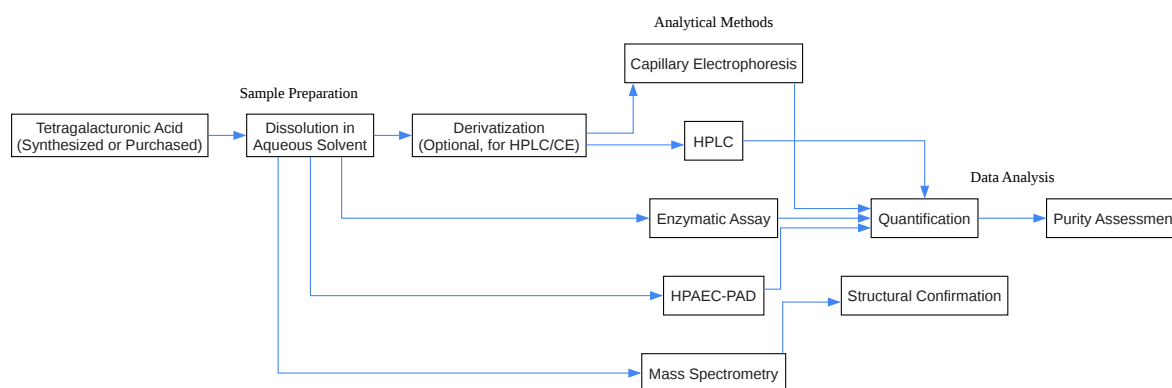 Analytical Methods
Capillary Electrophoresis
Sample Preparation
Tetragalacturonic Acid
(Synthesized or Purchased)
Dissolution in
Aqueous Solvent
Derivatization
(Optional, for HPLC/CE)
HPLC
Data Analysis
Enzymatic Assay
Quantification
Purity Assessment
HPAEC-PAD
Structural Confirmation
Mass Spectrometry